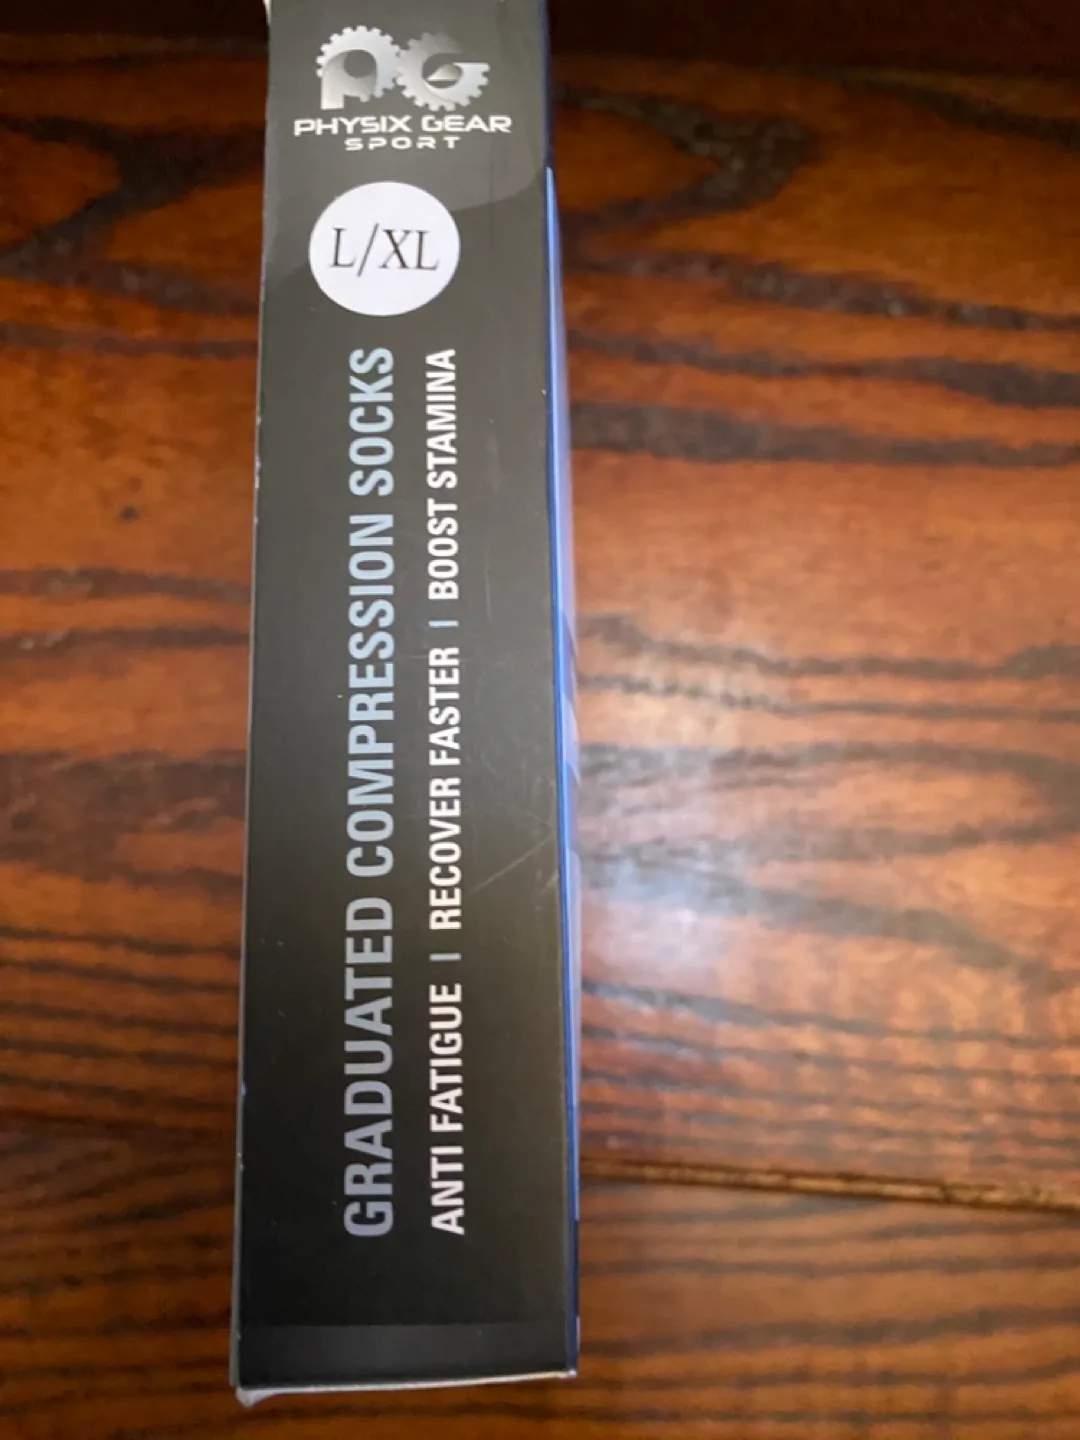 PG
PHYSIX GEAR
SPORT
L/XL
GRADUATED COMPRESSION SOCKS
ANTI FATIGUE | RECOVER FASTER | BOOST STAMINA